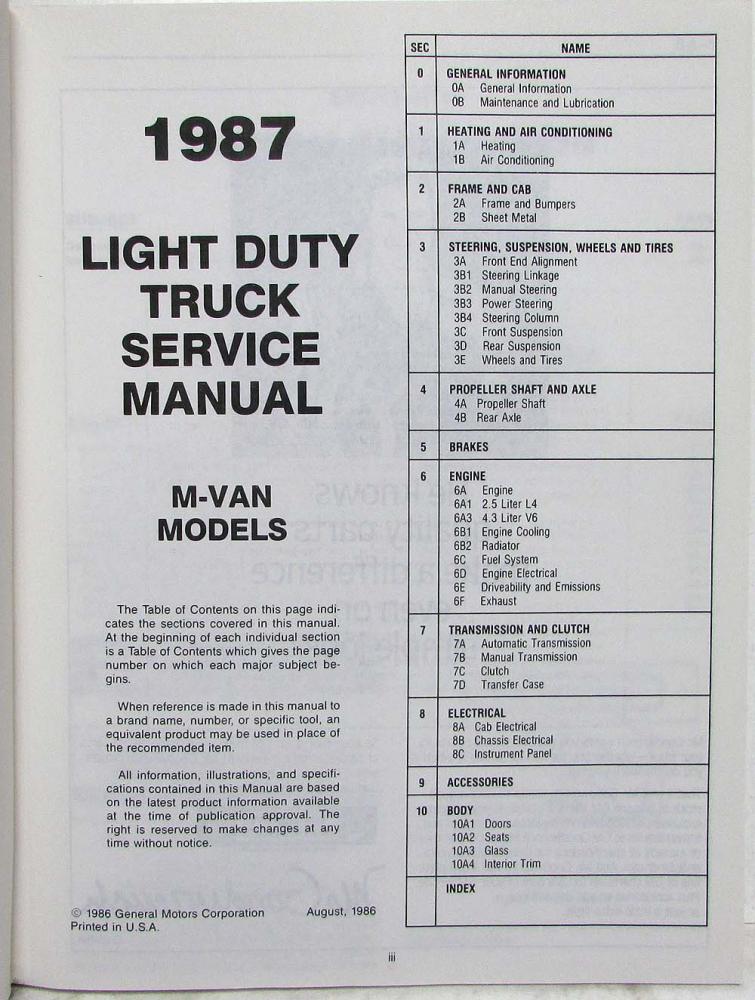 1987
LIGHT DUTY
TRUCK
SERVICE
MANUAL
M-VAN
MODELS
The Table of Contents on this page indi-
cates the sections covered in this manual.
At the beginning of each individual section
is a Table of Contents which gives the page
number on which each major subject be-
gins.
When reference is made in this manual to
a brand name, number, or specific tool, an
equivalent product may be used in place of
the recommended item.
All information, illustrations, and specifi-
cations contained in this Manual are based
on the latest product information available
at the time of publication approval. The
right is reserved to make changes at any
time without notice.
© 1986 General Motors Corporation August, 1986
Printed in U.S.A.
SEC NAME
0 GENERAL INFORMATION
0A General Information
0B Maintenance and Lubrication
1 HEATING AND AIR CONDITIONING
1A Heating
1B Air Conditioning
2 FRAME AND CAB
2A Frame and Bumpers
2B Sheet Metal
3 STEERING, SUSPENSION, WHEELS AND TIRES
3A Front End Alignment
3B1 Steering Linkage
3B2 Manual Steering
3B3 Power Steering
3B4 Steering Column
3C Front Suspension
3D Rear Suspension
3E Wheels and Tires
4 PROPELLER SHAFT AND AXLE
4A Propeller Shaft
4B Rear Axle
5 BRAKES
6 ENGINE
6A Engine
6A1 2.5 Liter L4
6A3 4.3 Liter V6
6B1 Engine Cooling
6B2 Radiator
6C Fuel System
6D Engine Electrical
6E Driveability and Emissions
6F Exhaust
7 TRANSMISSION AND CLUTCH
7A Automatic Transmission
7B Manual Transmission
7C Clutch
7D Transfer Case
8 ELECTRICAL
8A Cab Electrical
8B Chassis Electrical
8C Instrument Panel
9 ACCESSORIES
10 BODY
10A1 Doors
10A2 Seats
10A3 Glass
10A4 Interior Trim
INDEX
iii